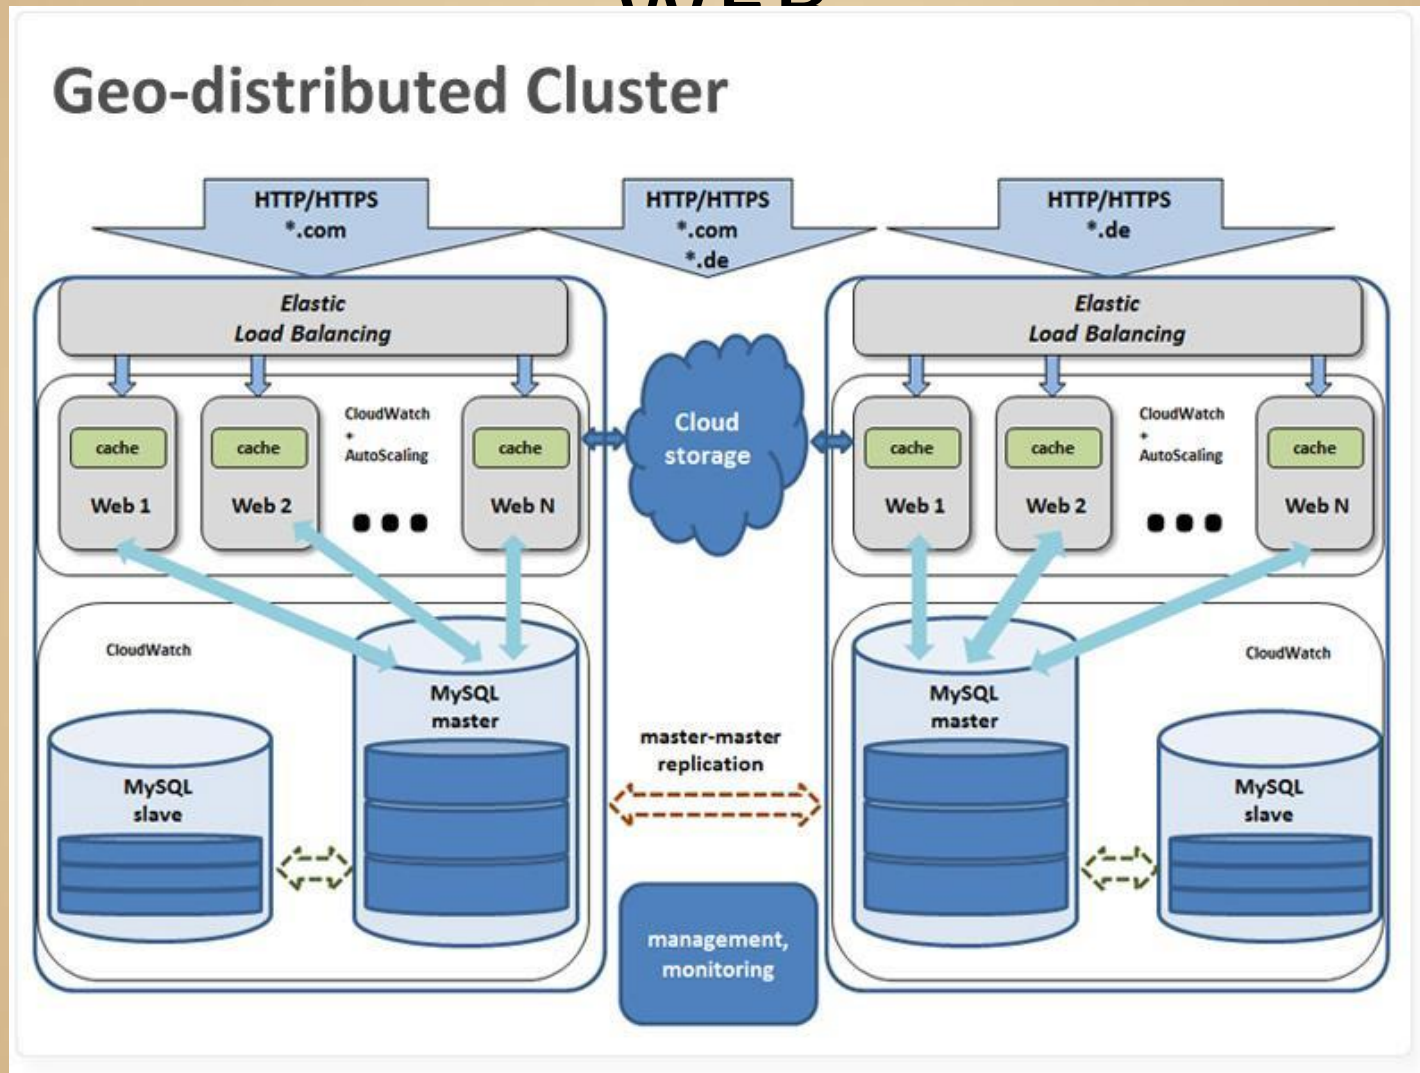 WEB
Geo-distributed Cluster
HTTP/HTTPS
*.com
HTTP/HTTPS
*.com
*.de
HTTP/HTTPS
*.de
Elastic
Load Balancing
cache
Web 1
cache
Web 2
CloudWatch
+
AutoScaling
cache
Web N
Cloud
storage
Elastic
Load Balancing
cache
Web 1
cache
Web 2
CloudWatch
+
AutoScaling
cache
Web N
CloudWatch
MySQL
slave
MySQL
master
master-master
replication
management,
monitoring
MySQL
master
CloudWatch
MySQL
slave